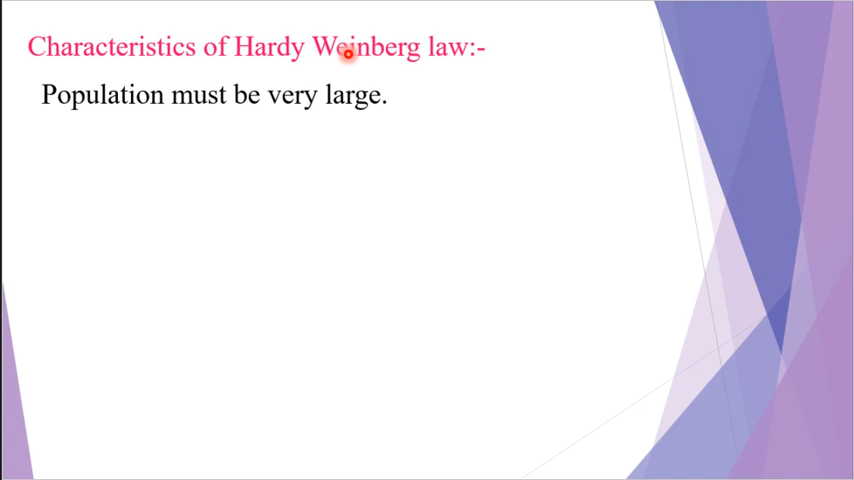 Characteristics of Hardy Weinberg law:-
Population must be very large.